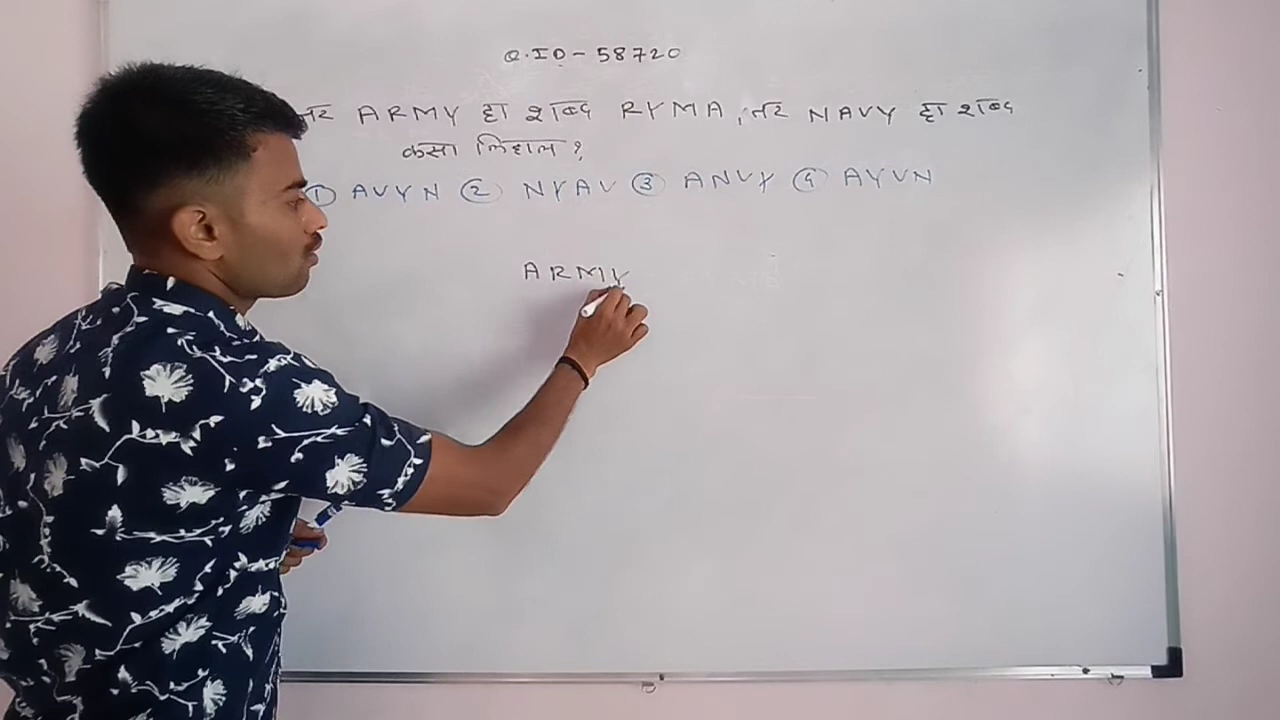 Q.ID - 58720
जर ARMY हा शब्द RYMA, तर NAVY हा शब्द
कसा लिहाल ?
① AVYN ② NYAV ③ ANVY ④ AYVN
ARMY